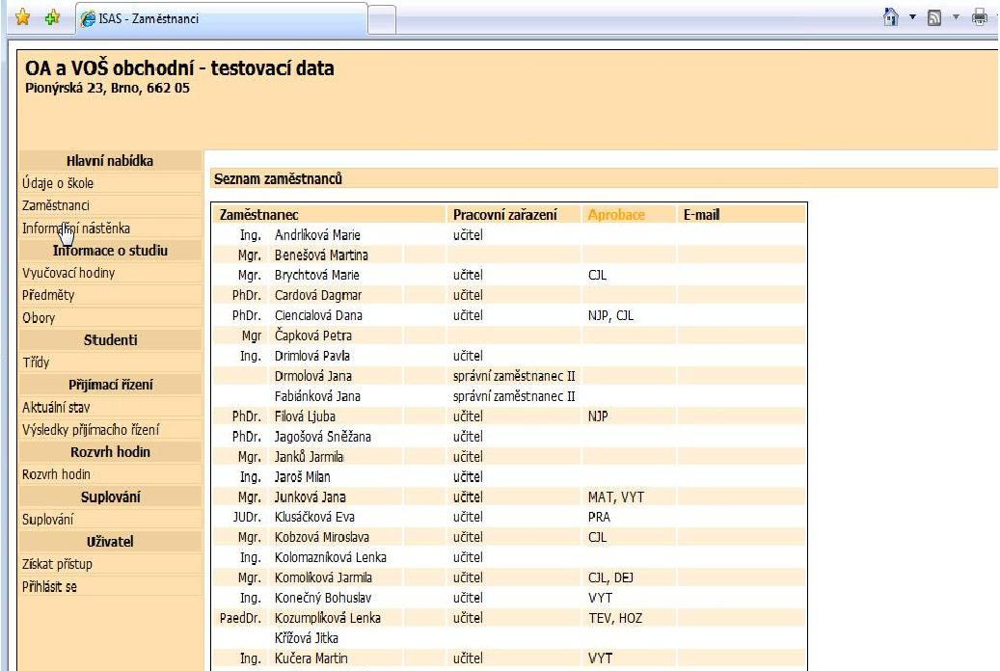 ISAS - Zaměstnanci
OA a VOŠ obchodní - testovací data
Pionýrská 23, Brno, 662 05
Hlavní nabídka
Údaje o škole
Zaměstnanci
Informační nástěnka
Informace o studiu
Vyučovací hodiny
Předměty
Obory
Studenti
Třídy
Přijímací řízení
Aktuální stav
Výsledky přijímacího řízení
Rozvrh hodin
Rozvrh hodin
Suplování
Suplování
Uživatel
Získat přístup
Přihlásit se
Seznam zaměstnanců
Zaměstnanec Pracovní zařazení Aprobace E-mail
Ing. Andrlíková Marie učitel
Mgr. Benešová Martina
Mgr. Brychtová Marie učitel CJL
PhDr. Cardová Dagmar učitel
PhDr. Ciencialová Dana učitel NJP, CJL
Mgr Čapková Petra
Ing. Drimlová Pavla učitel
Drmolová Jana správní zaměstnanec II
Fabiánková Jana správní zaměstnanec II
PhDr. Filová Ljuba učitel NJP
PhDr. Jagošová Sněžana učitel
Mgr. Janků Jarmila učitel
Ing. Jaroš Milan učitel
Mgr. Junková Jana učitel MAT, VYT
JUDr. Klusáčková Eva učitel PRA
Mgr. Kobzová Miroslava učitel CJL
Ing. Kolomazníková Lenka učitel
Mgr. Komolíková Jarmila učitel CJL, DEJ
Ing. Konečný Bohuslav učitel VYT
PaedDr. Kozumplíková Lenka učitel TEV, HOZ
Křížová Jitka
Ing. Kučera Martin učitel VYT